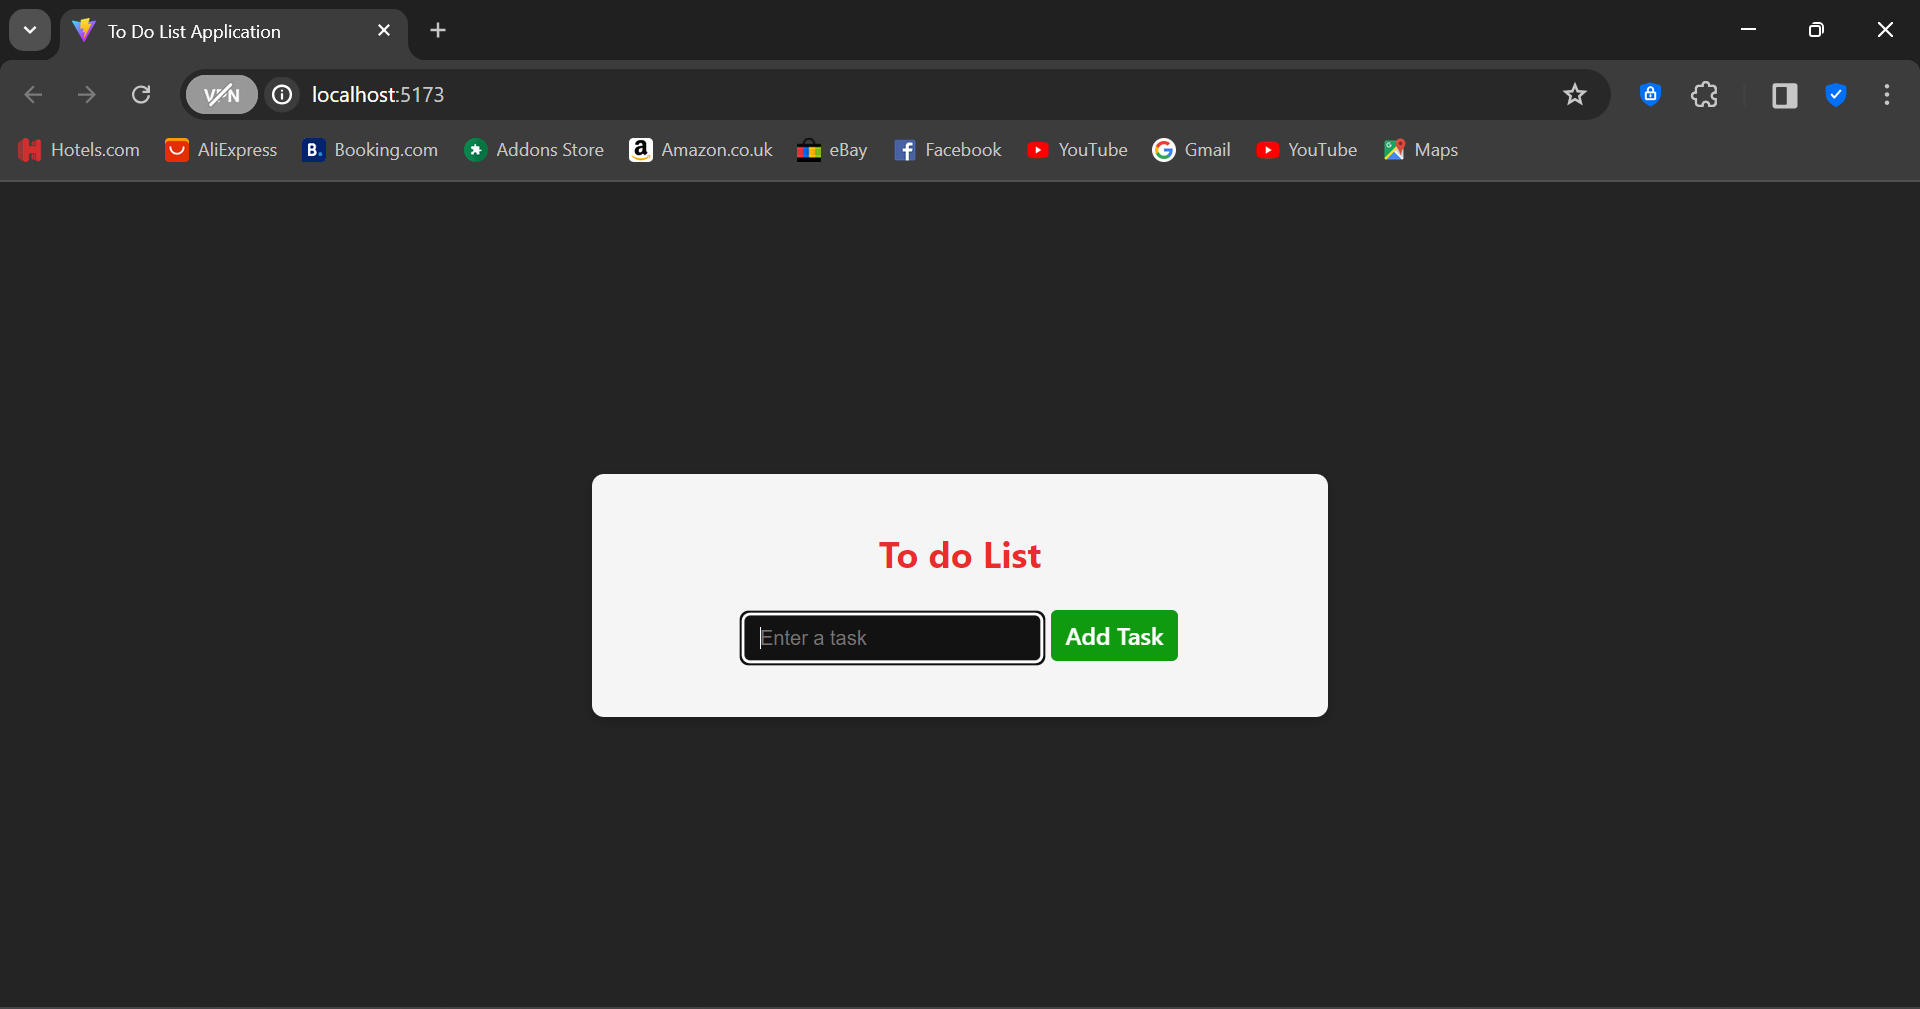 To Do List Application
VPN
localhost:5173
Hotels.com AliExpress B. Booking.com Addons Store a Amazon.co.uk eBay f Facebook YouTube G Gmail YouTube G Maps
To do List
Enter a task Add Task